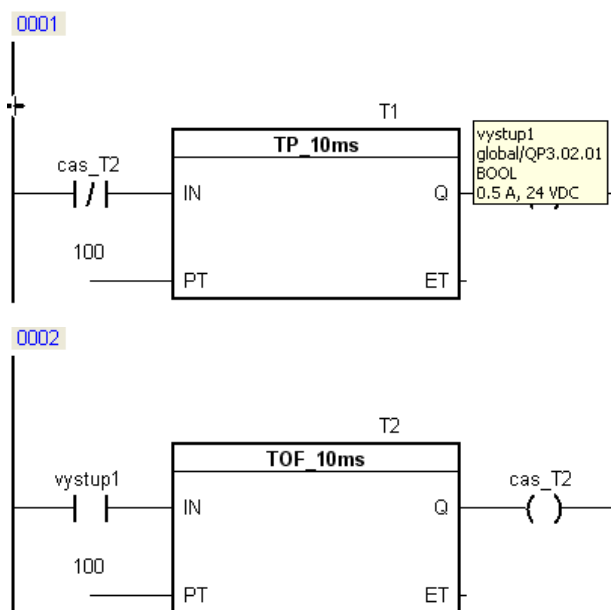 0001
T1
TP_10ms
vystup1
global/QP3.02.01
BOOL
0.5 A, 24 VDC
cas_T2
IN
Q
100
PT
ET
0002
T2
TOF_10ms
vystup1
cas_T2
IN
Q
100
PT
ET